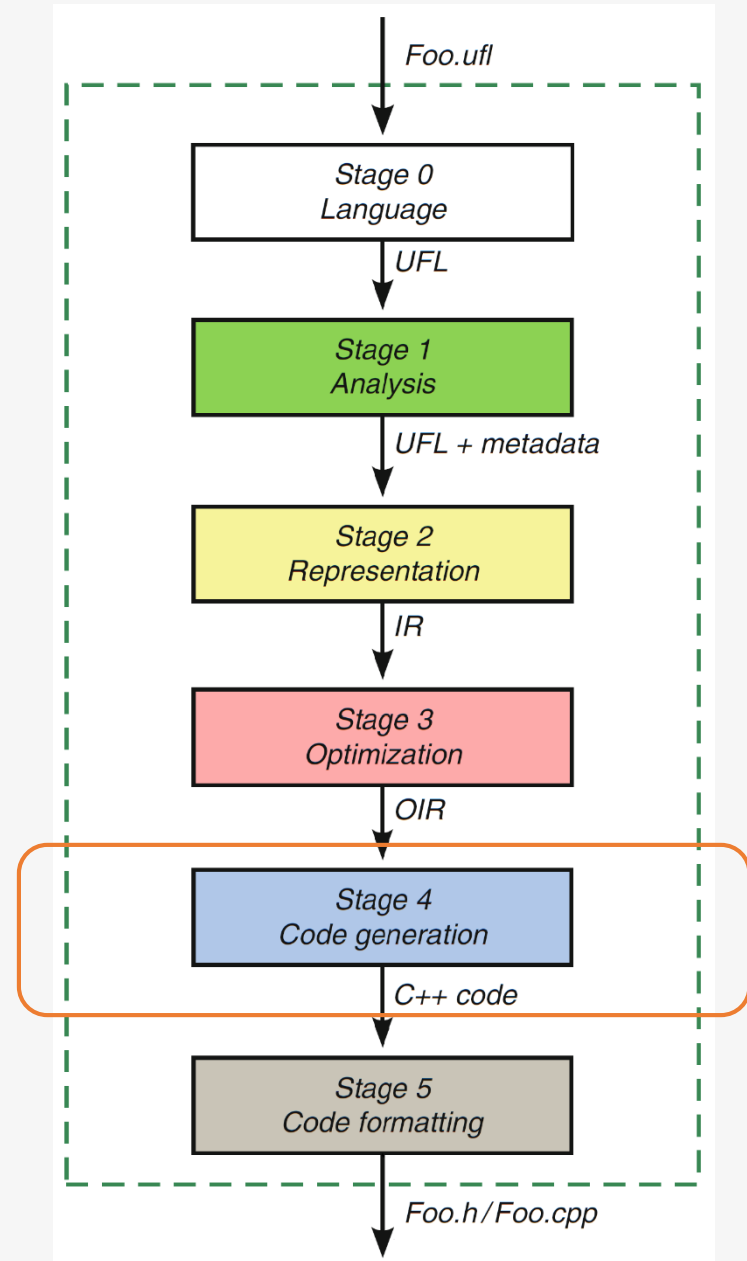 Foo.ufl
Stage 0
Language
UFL
Stage 1
Analysis
UFL + metadata
Stage 2
Representation
IR
Stage 3
Optimization
OIR
Stage 4
Code generation
C++ code
Stage 5
Code formatting
Foo.h / Foo.cpp